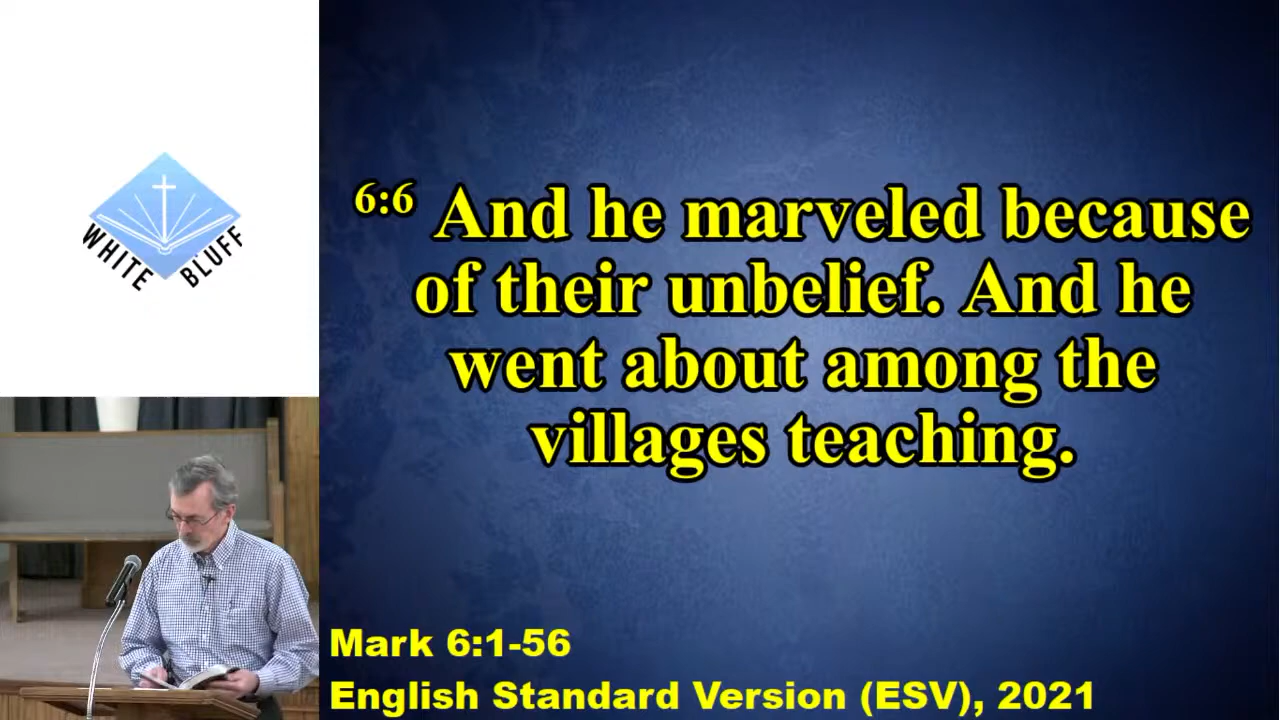 WHITE BLUFF
6:6 And he marveled because
of their unbelief. And he
went about among the
villages teaching.
Mark 6:1-56
English Standard Version (ESV), 2021